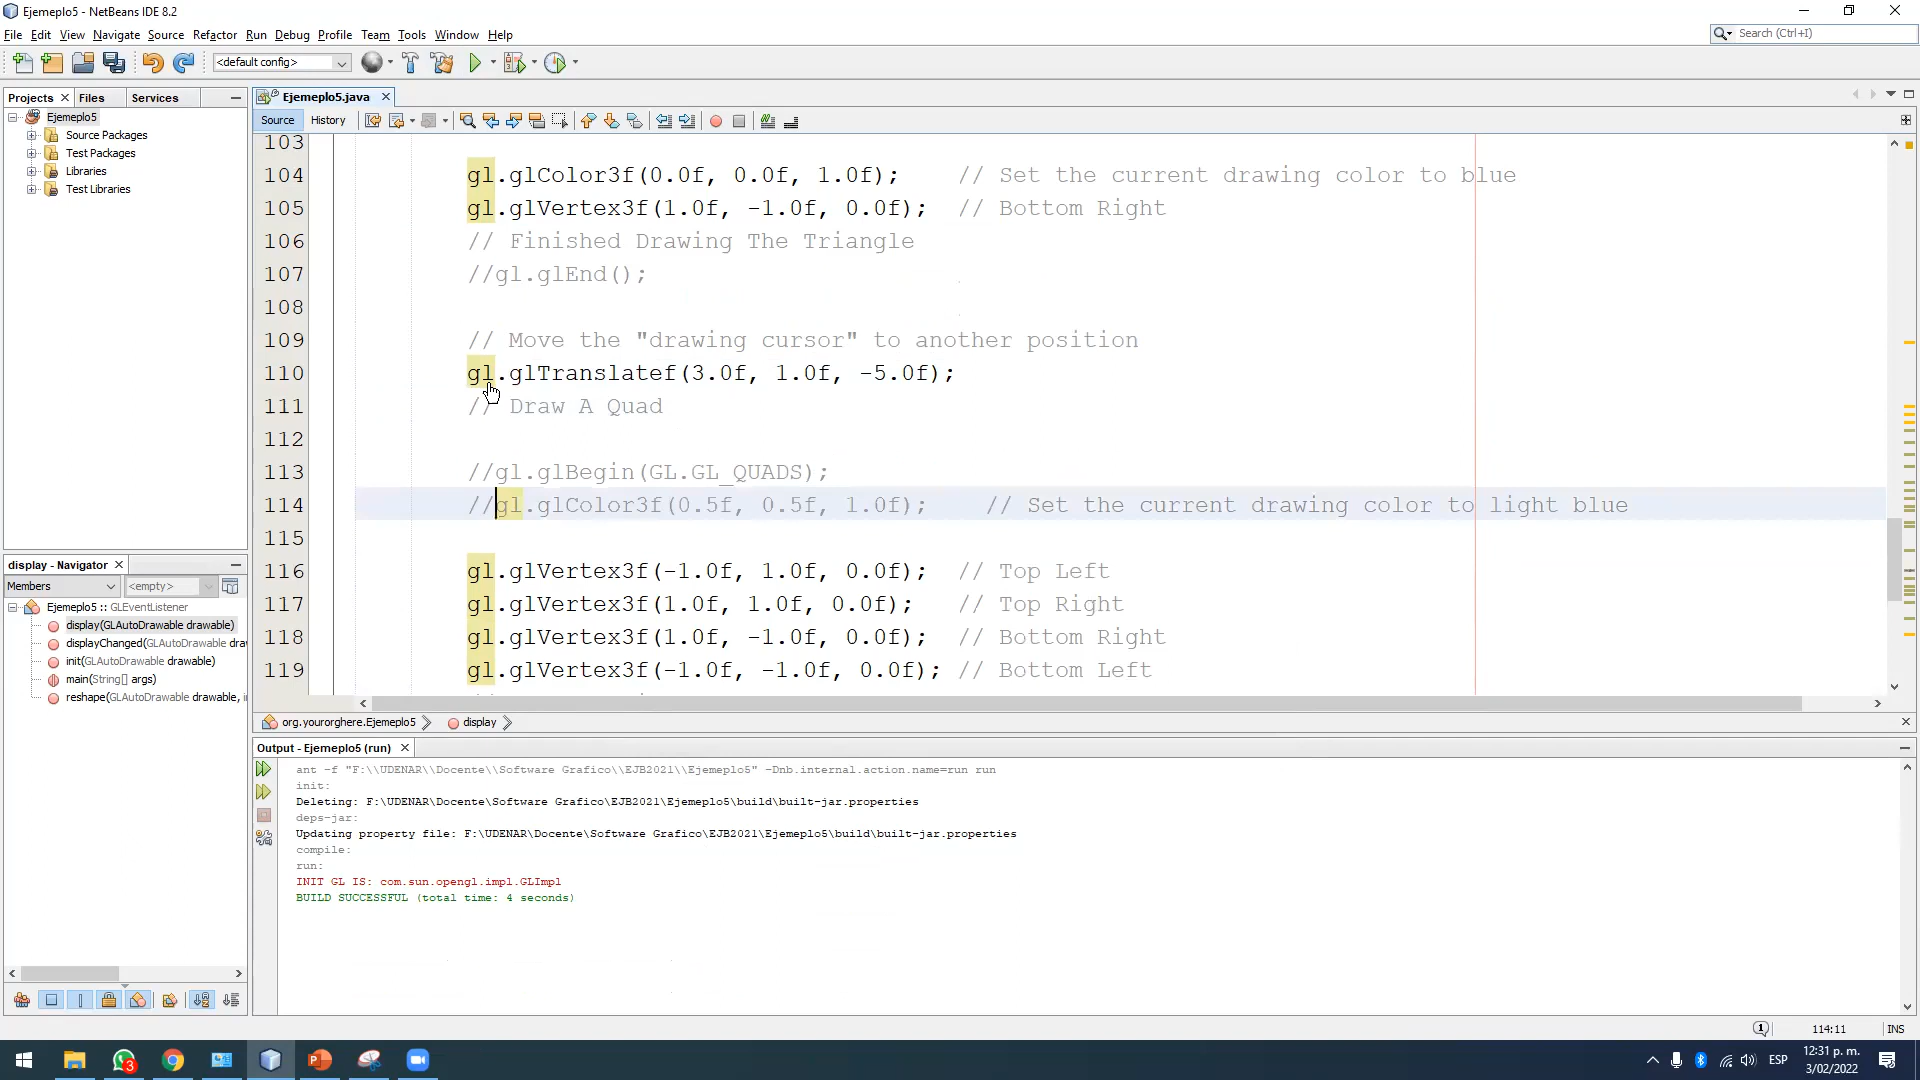 Ejemeplo5 - NetBeans IDE 8.2
File Edit View Navigate Source Refactor Run Debug Profile Team Tools Window Help
Search (Ctrl+I)
<default config>
Projects Files Services
Ejemeplo5.java
Ejemeplo5
Source Packages
Test Packages
Libraries
Test Libraries
Source History
103
104 gl.glColor3f(0.0f, 0.0f, 1.0f); // Set the current drawing color to blue
105 gl.glVertex3f(1.0f, -1.0f, 0.0f); // Bottom Right
106 // Finished Drawing The Triangle
107 //gl.glEnd();
108
109 // Move the "drawing cursor" to another position
110 gl.glTranslatef(3.0f, 1.0f, -5.0f);
111 // Draw A Quad
112
113 //gl.glBegin(GL.GL_QUADS);
114 //gl.glColor3f(0.5f, 0.5f, 1.0f); // Set the current drawing color to light blue
115
116 gl.glVertex3f(-1.0f, 1.0f, 0.0f); // Top Left
117 gl.glVertex3f(1.0f, 1.0f, 0.0f); // Top Right
118 gl.glVertex3f(1.0f, -1.0f, 0.0f); // Bottom Right
119 gl.glVertex3f(-1.0f, -1.0f, 0.0f); // Bottom Left
display - Navigator
Members <empty>
Ejemeplo5 :: GLEventListener
display(GLAutoDrawable drawable)
displayChanged(GLAutoDrawable dra
init(GLAutoDrawable drawable)
main(String[] args)
reshape(GLAutoDrawable drawable, i
org.yourorghere.Ejemeplo5 display
Output - Ejemeplo5 (run)
ant -f "F:\\UDENAR\\Docente\\Software Grafico\\EJB2021\\Ejemeplo5" -Dnb.internal.action.name=run run
init:
Deleting: F:\UDENAR\Docente\Software Grafico\EJB2021\Ejemeplo5\build\built-jar.properties
deps-jar:
Updating property file: F:\UDENAR\Docente\Software Grafico\EJB2021\Ejemeplo5\build\built-jar.properties
compile:
run:
INIT GL IS: com.sun.opengl.impl.GLImpl
BUILD SUCCESSFUL (total time: 4 seconds)
1 114:11 INS
3
ESP
12:31 p. m.
3/02/2022